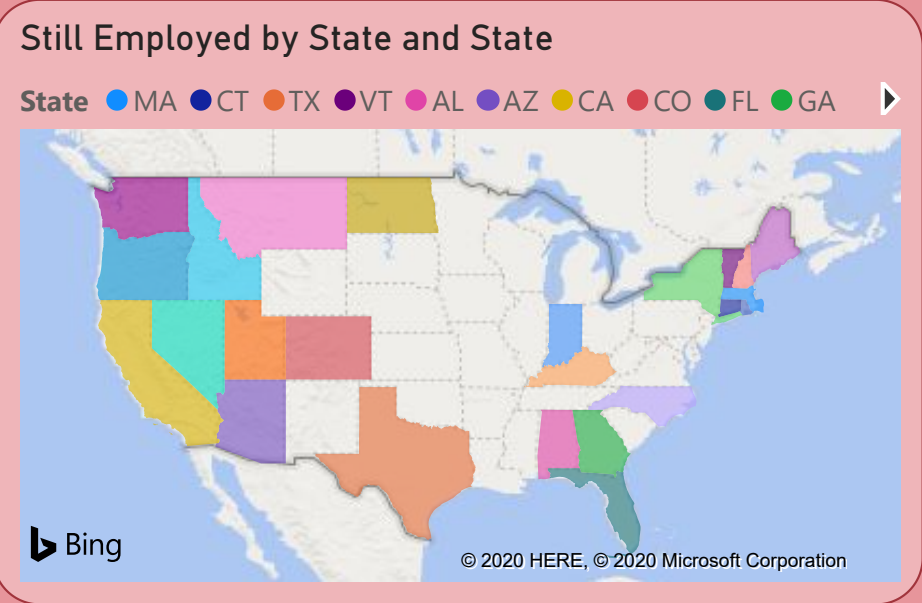 Still Employed by State and State
State MA CT TX VT AL AZ CA CO FL GA
Bing
© 2020 HERE, © 2020 Microsoft Corporation